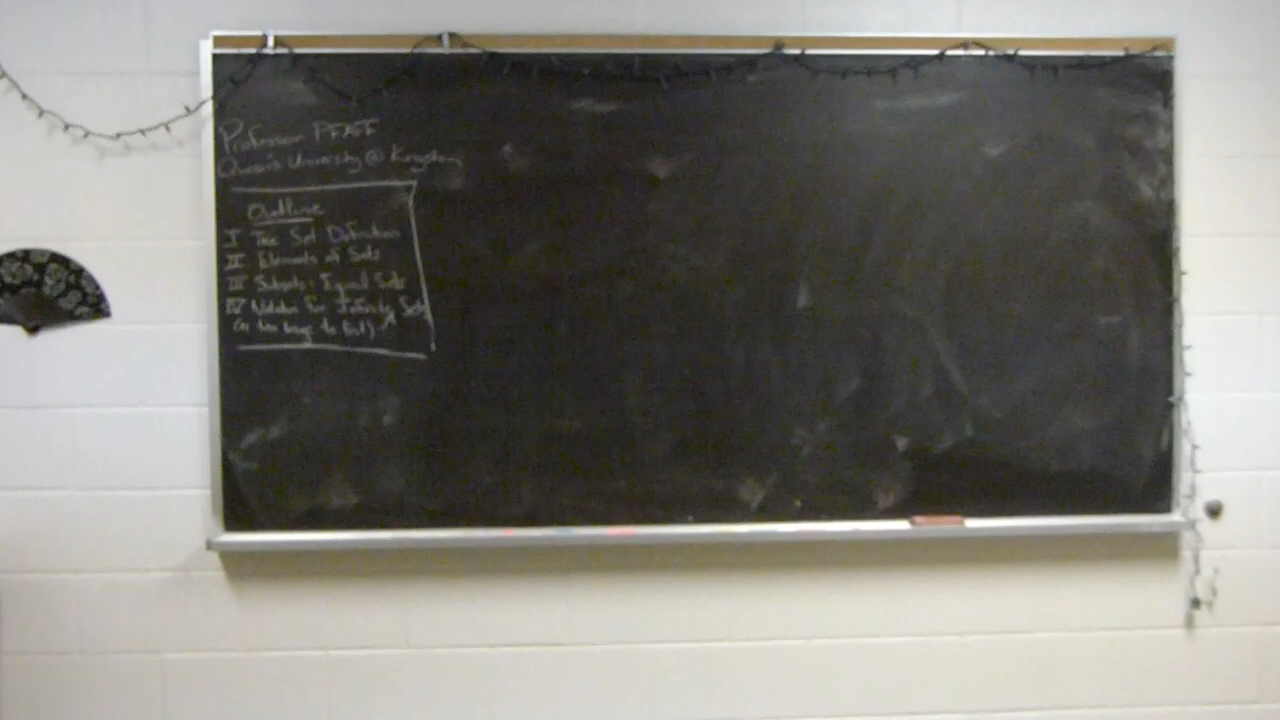 Professor PFAFF
Queen's University @ Kingston
Outline
I The Set Definition
II Elements of Sets
III Subsets + Equal Sets
IV Notation for Infinite Sets
(or too large to list)